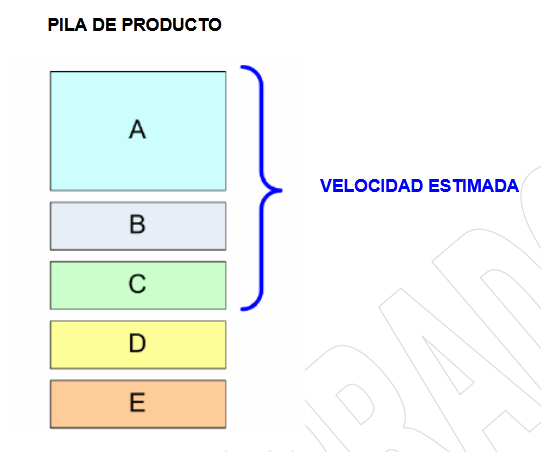 PILA DE PRODUCTO
A
VELOCIDAD ESTIMADA
B
C
D
E